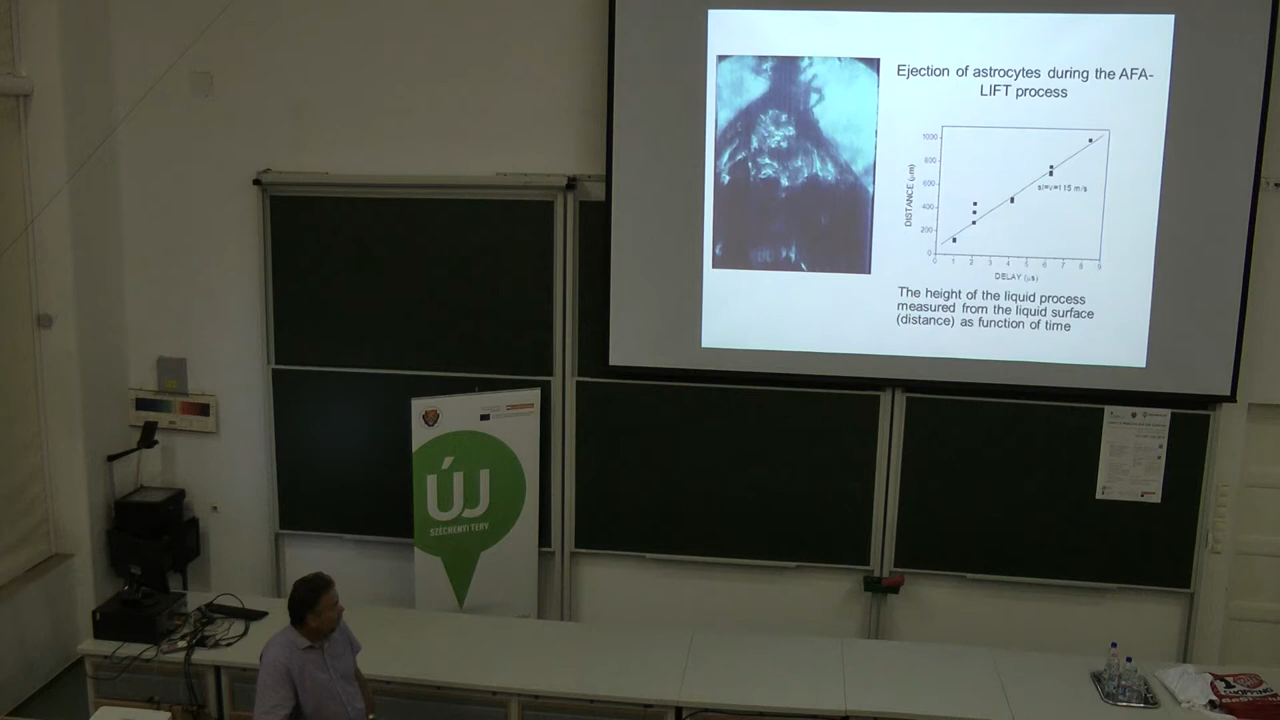 Ejection of astrocytes during the AFA-
LIFT process
1000
800
600
400
200
0
DISTANCE (μm)
sl=v=115 m/s
0 1 2 3 4 5 6 7 8 9
DELAY (μs)
The height of the liquid process
measured from the liquid surface
(distance) as function of time
ÚJ
SZÉCHENYI TERV
I
SHOPPING